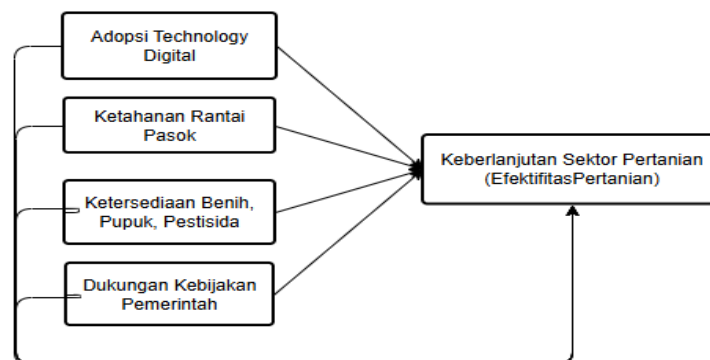 Adopsi Technology
Digital
Ketahanan Rantai
Pasok
Ketersediaan Benih,
Pupuk, Pestisida
Dukungan Kebijakan
Pemerintah
Keberlanjutan Sektor Pertanian
(EfektifitasPertanian)